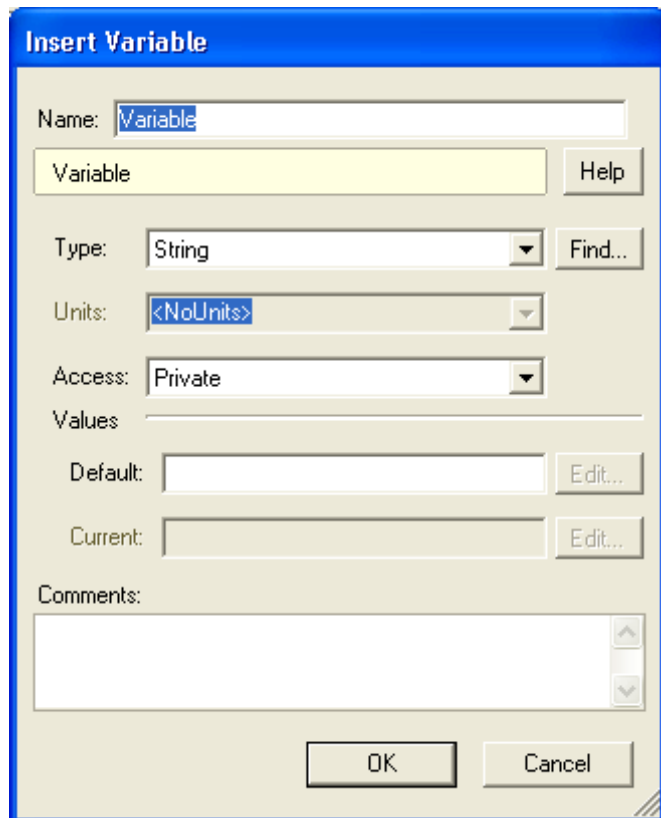 Insert Variable
Name: Variable
Variable Help
Type: String Find...
Units: <NoUnits>
Access: Private
Values
Default: Edit...
Current: Edit...
Comments:
OK Cancel